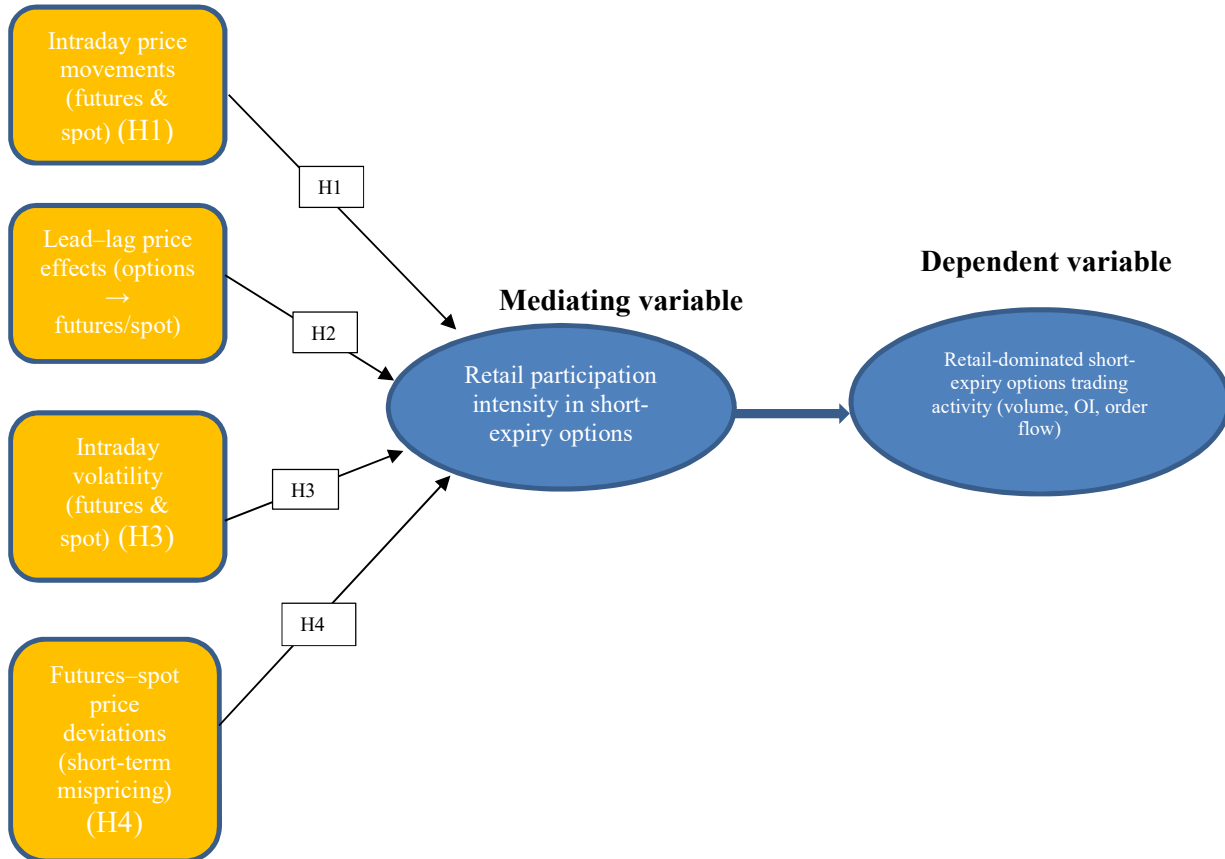 Intraday price
movements
(futures &
spot) (H1)
H1
Lead–lag price
effects (options
→
futures/spot)
H2
Intraday
volatility
(futures &
spot) (H3)
H3
Futures–spot
price
deviations
(short-term
mispricing)
(H4)
H4
Mediating variable
Retail participation
intensity in short-
expiry options
Dependent variable
Retail-dominated short-
expiry options trading
activity (volume, OI, order
flow)